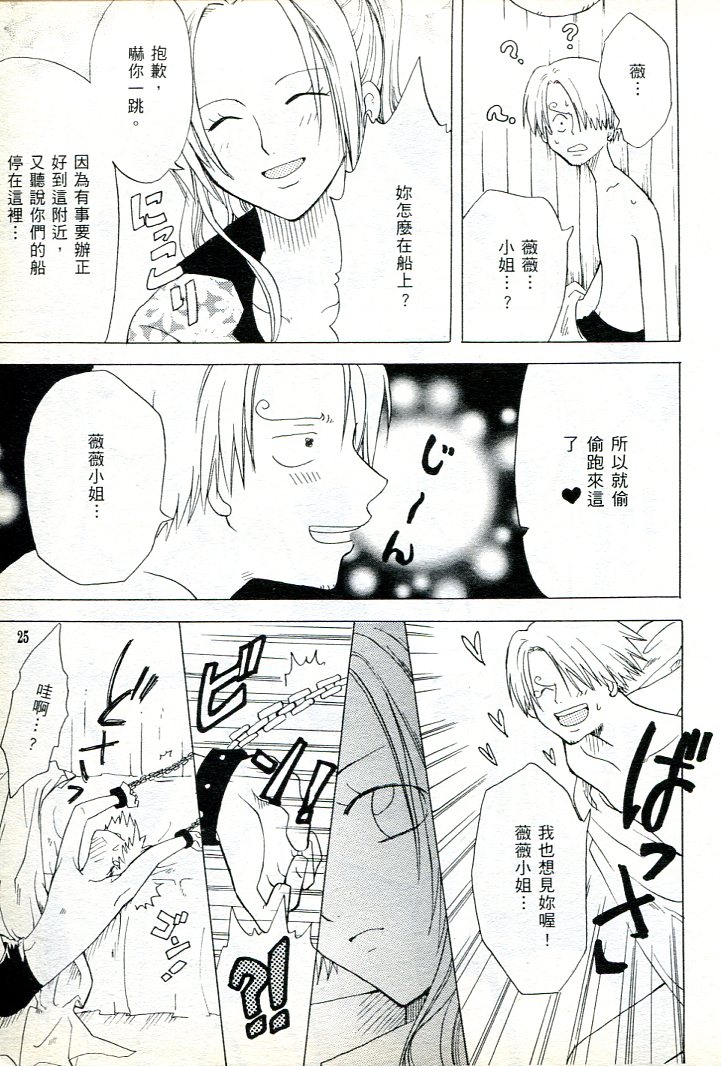 薇…
?
?
?
薇薇…
小姐…?
妳怎麼在船上?
抱歉,
嚇你一跳。
にっこり
因為有事要辦正
好到這附近,
又聽說你們的船
停在這裡…
所以就偷
偷跑來這
了♥
じーん
薇薇小姐…
ばっ
我也想見妳喔!
薇薇小姐…
ビン!!
?!
哇啊…?
25